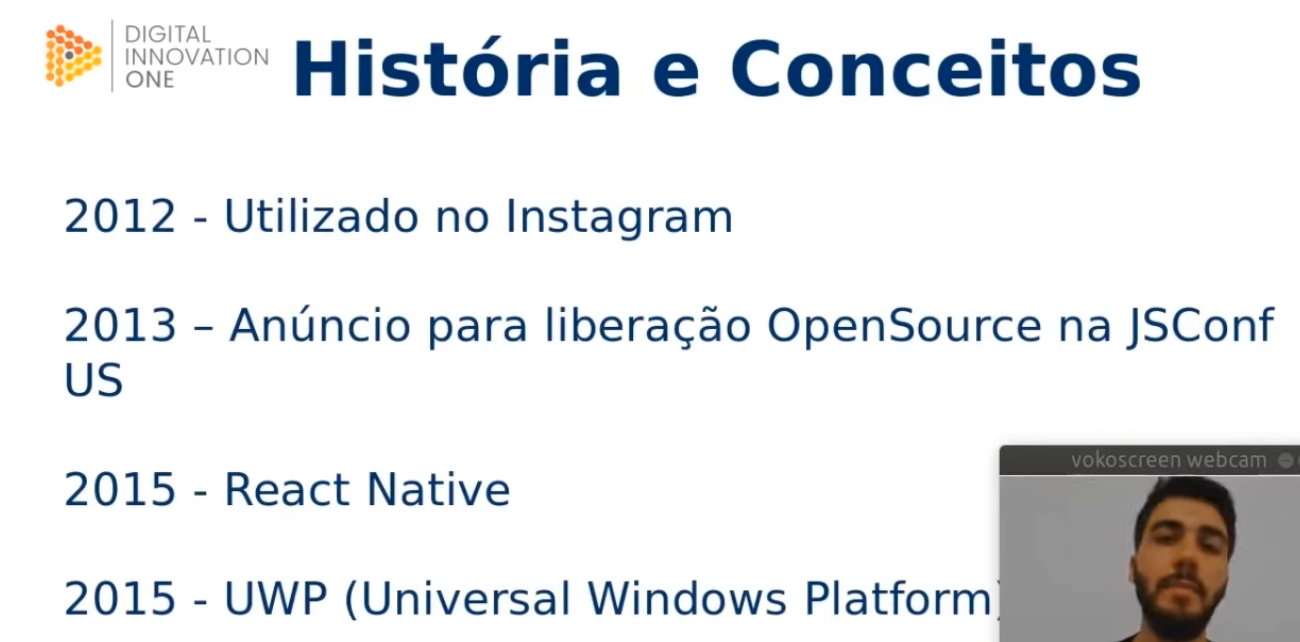 DIGITAL
INNOVATION
ONE
História e Conceitos
2012 - Utilizado no Instagram
2013 – Anúncio para liberação OpenSource na JSConf
US
2015 - React Native
2015 - UWP (Universal Windows Platform)
vokoscreen webcam